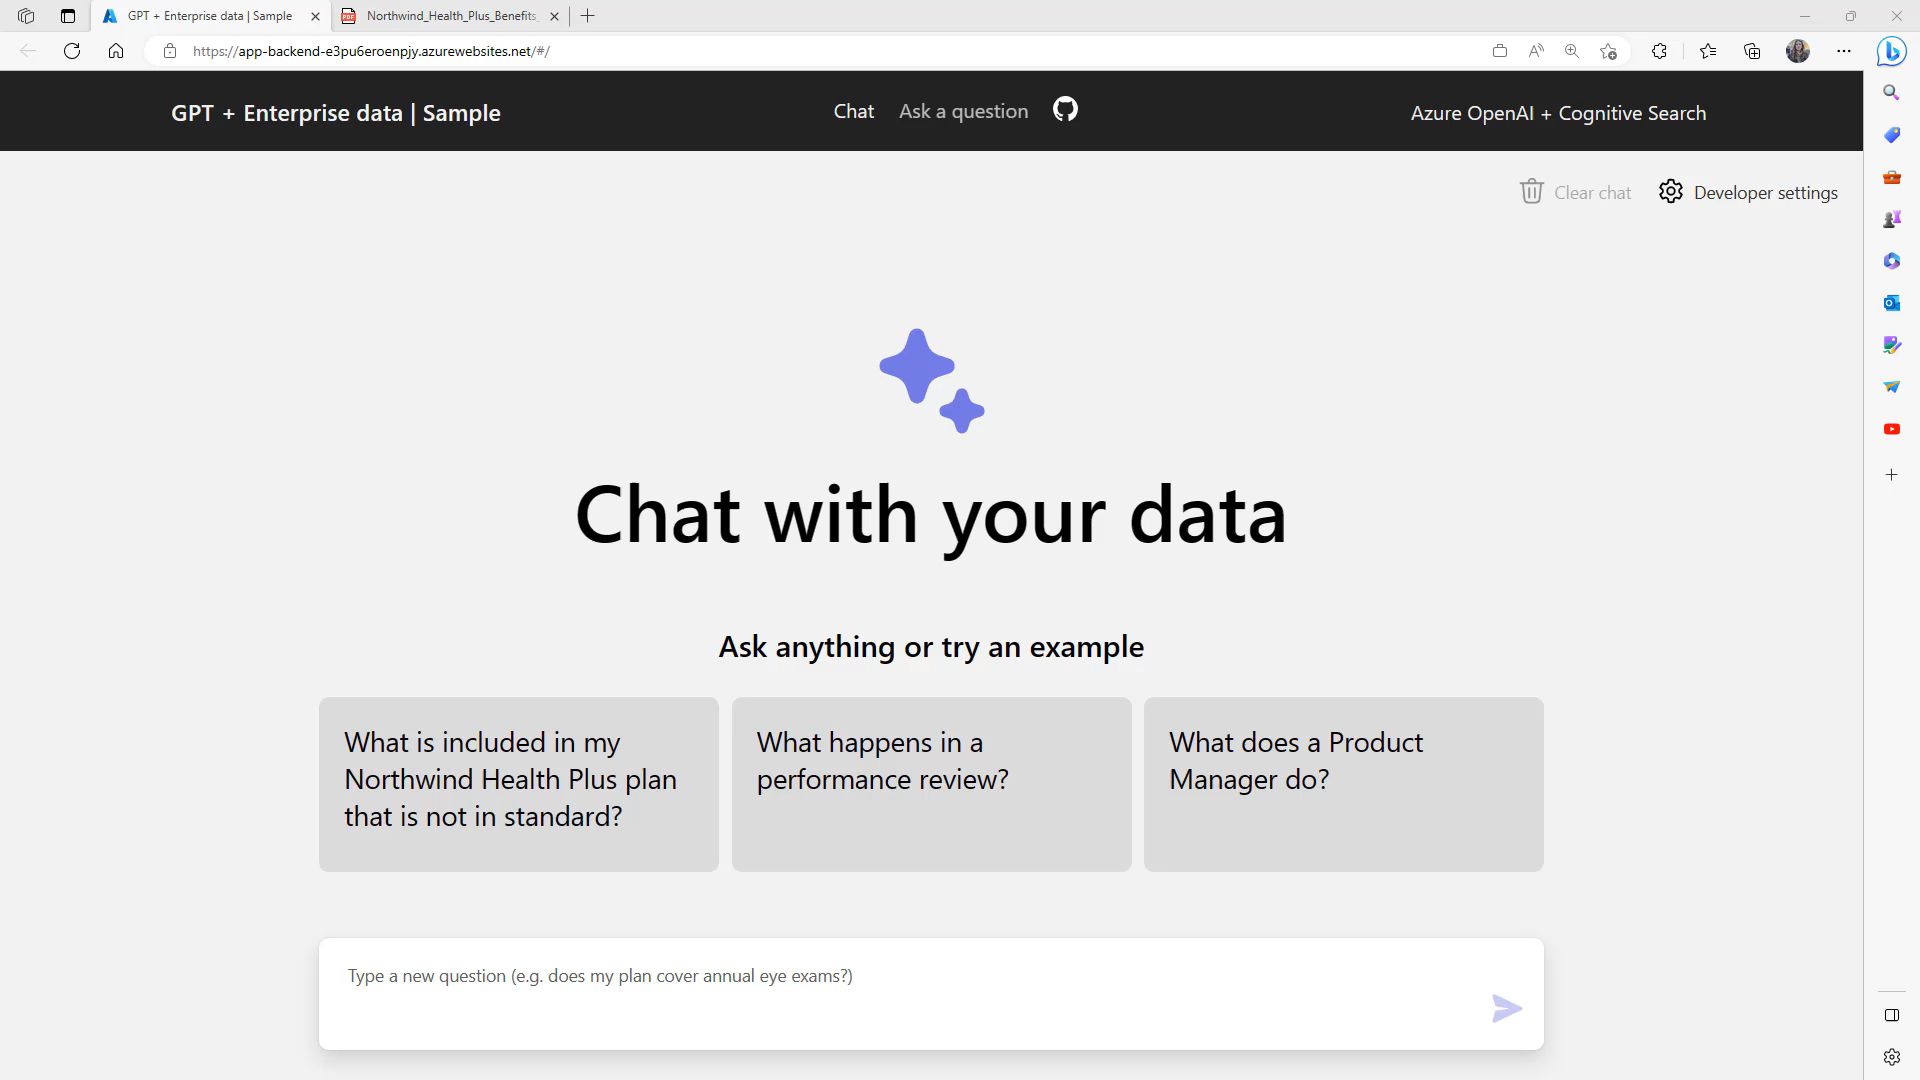 GPT + Enterprise data | Sample
Northwind_Health_Plus_Benefits_
https://app-backend-e3pu6eroenpjy.azurewebsites.net/#/
GPT + Enterprise data | Sample
Chat
Ask a question
Azure OpenAI + Cognitive Search
Clear chat
Developer settings
Chat with your data
Ask anything or try an example
What is included in my
Northwind Health Plus plan
that is not in standard?
What happens in a
performance review?
What does a Product
Manager do?
Type a new question (e.g. does my plan cover annual eye exams?)